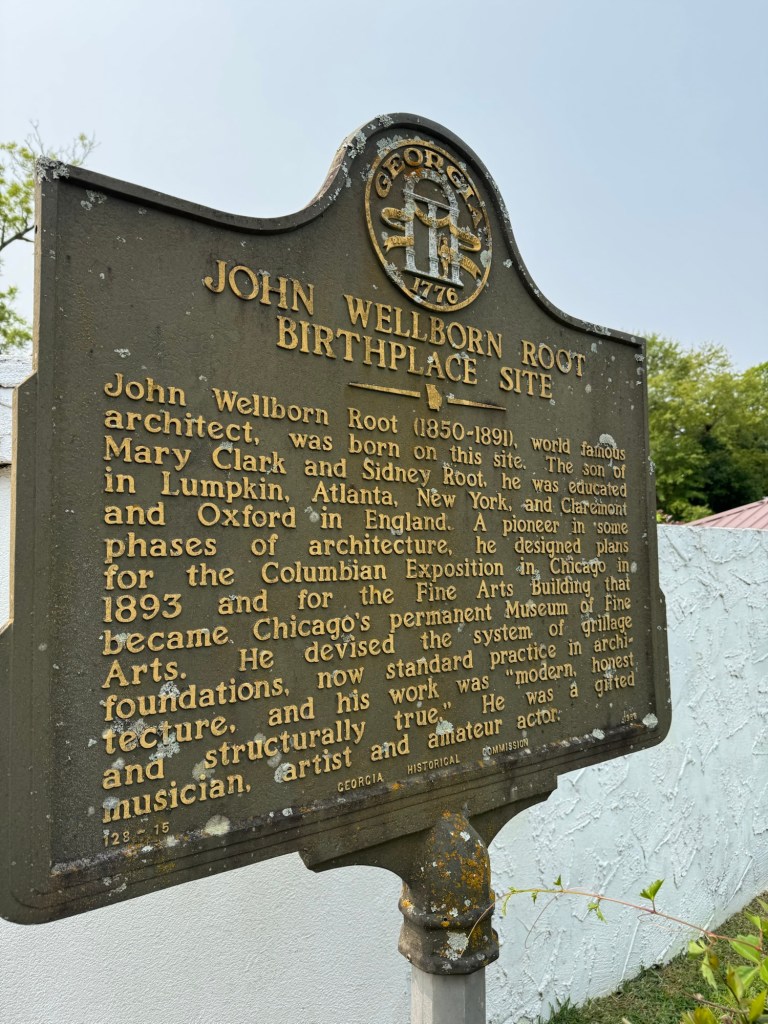 GEORGIA
1776
JOHN WELLBORN ROOT
BIRTHPLACE SITE
John Wellborn Root (1850-1891), world famous
architect, was born on this site. The son of
Mary Clark and Sidney Root, he was educated
in Lumpkin, Atlanta, New York, and Claremont
and Oxford in England. A pioneer in some
phases of architecture, he designed plans
for the Columbian Exposition in Chicago in
1893 and for the Fine Arts Building that
became Chicago's permanent Museum of Fine
Arts. He devised the system of grillage
foundations, now standard practice in archi-
tecture, and his work was "modern, honest
and structurally true." He was a gifted
musician, artist and amateur actor.
128-15 GEORGIA HISTORICAL COMMISSION